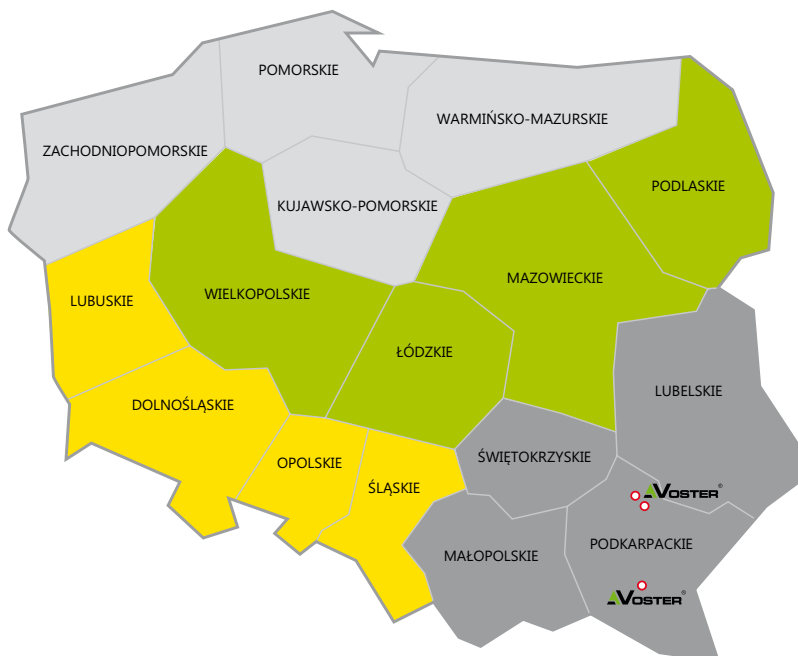 POMORSKIE
WARMIŃSKO-MAZURSKIE
ZACHODNIOPOMORSKIE
PODLASKIE
KUJAWSKO-POMORSKIE
MAZOWIECKIE
WIELKOPOLSKIE
LUBUSKIE
ŁÓDZKIE
LUBELSKIE
DOLNOŚLĄSKIE
ŚWIĘTOKRZYSKIE
OPOLSKIE
ŚLĄSKIE
VOSTER®
PODKARPACKIE
MAŁOPOLSKIE
VOSTER®